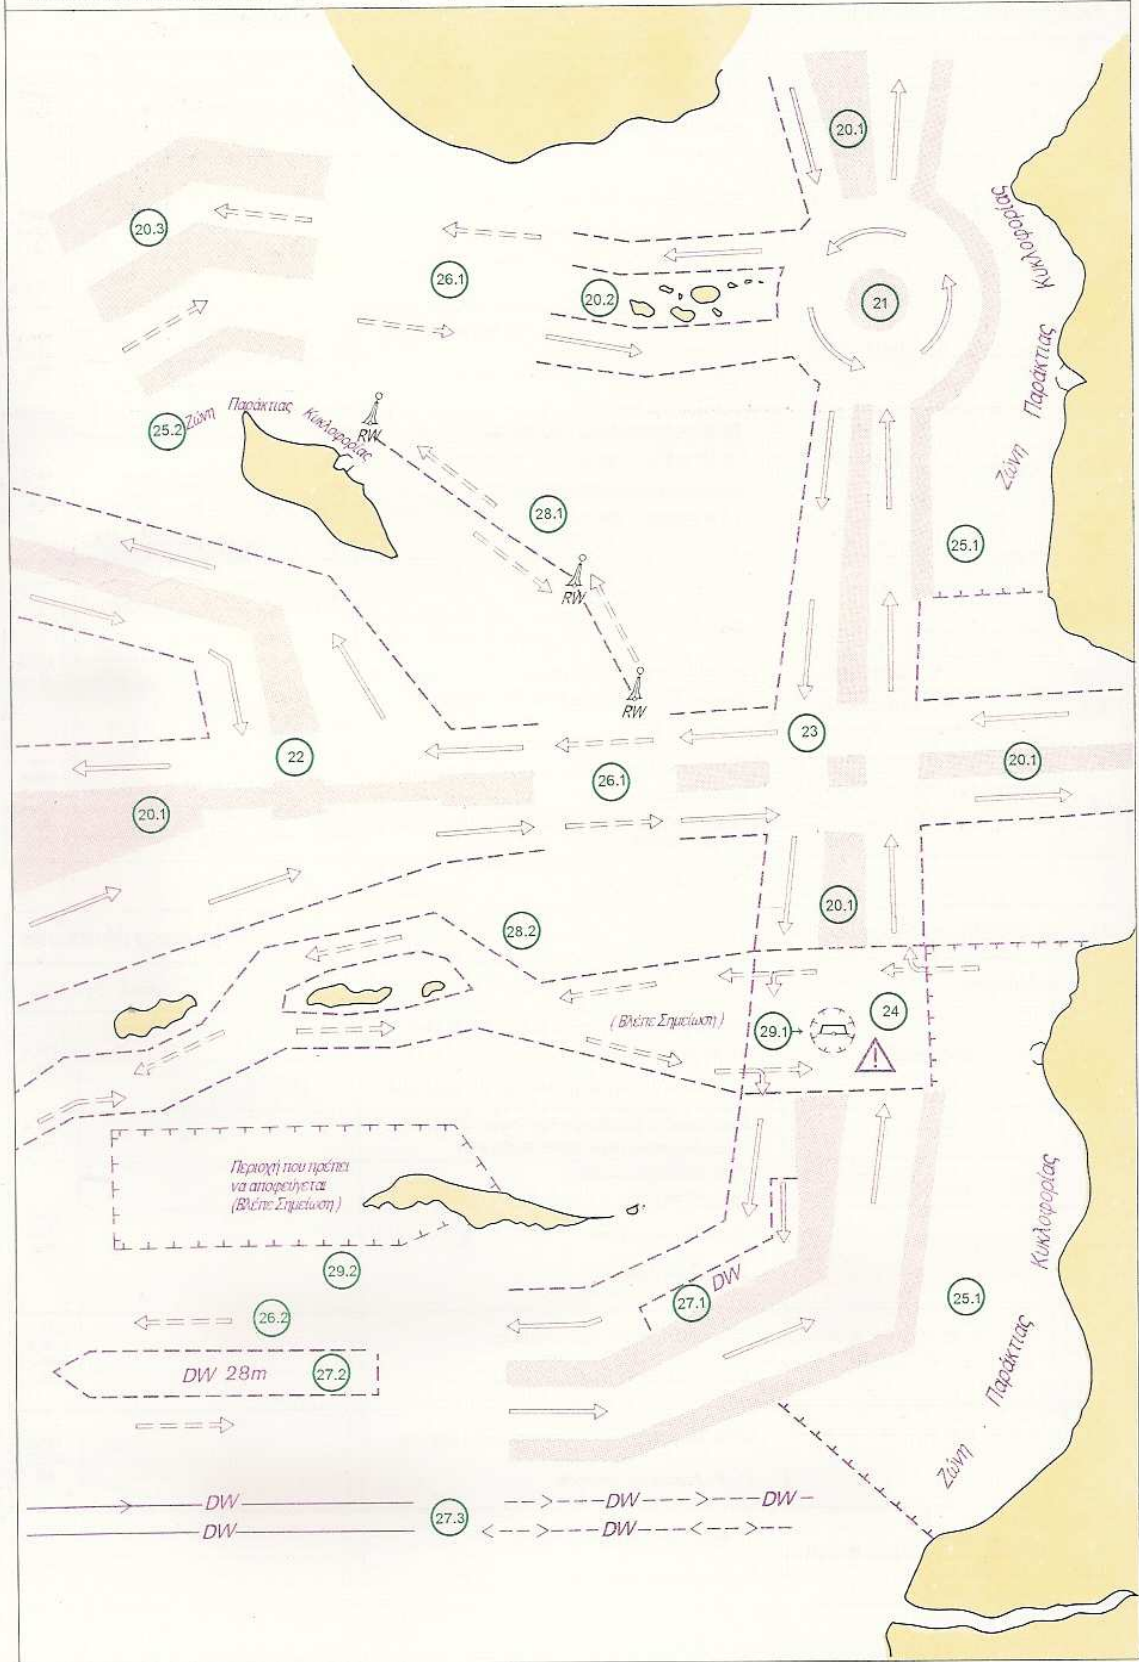 20.1
Ζώνη Παράκτιας Κυκλοφορίας
20.3
26.1
20.2
21
25.2
Ζώνη Παράκτιας Κυκλοφορίας
RW
28.1
25.1
RW
RW
23
22
20.1
26.1
20.1
20.1
28.2
(Βλέπε Σημείωση)
29.1
24
Περιοχή που πρέπει
να αποφεύγεται
(Βλέπε Σημείωση)
29.2
DW
27.1
25.1
Ζώνη Παράκτιας Κυκλοφορίας
26.2
DW 28m
27.2
DW
DW
27.3
DW
DW
DW